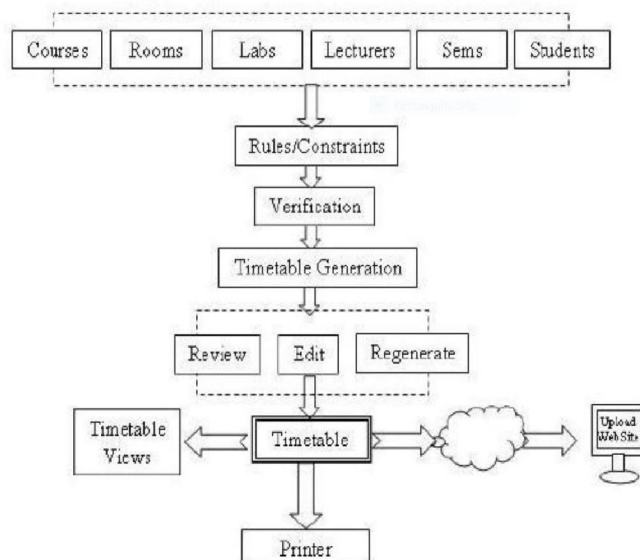 Courses
Rooms
Labs
Lecturers
Sems
Students
Rules/Constraints
Verification
Timetable Generation
Review
Edit
Regenerate
Timetable
Views
Timetable
Upload
Web Site
Printer